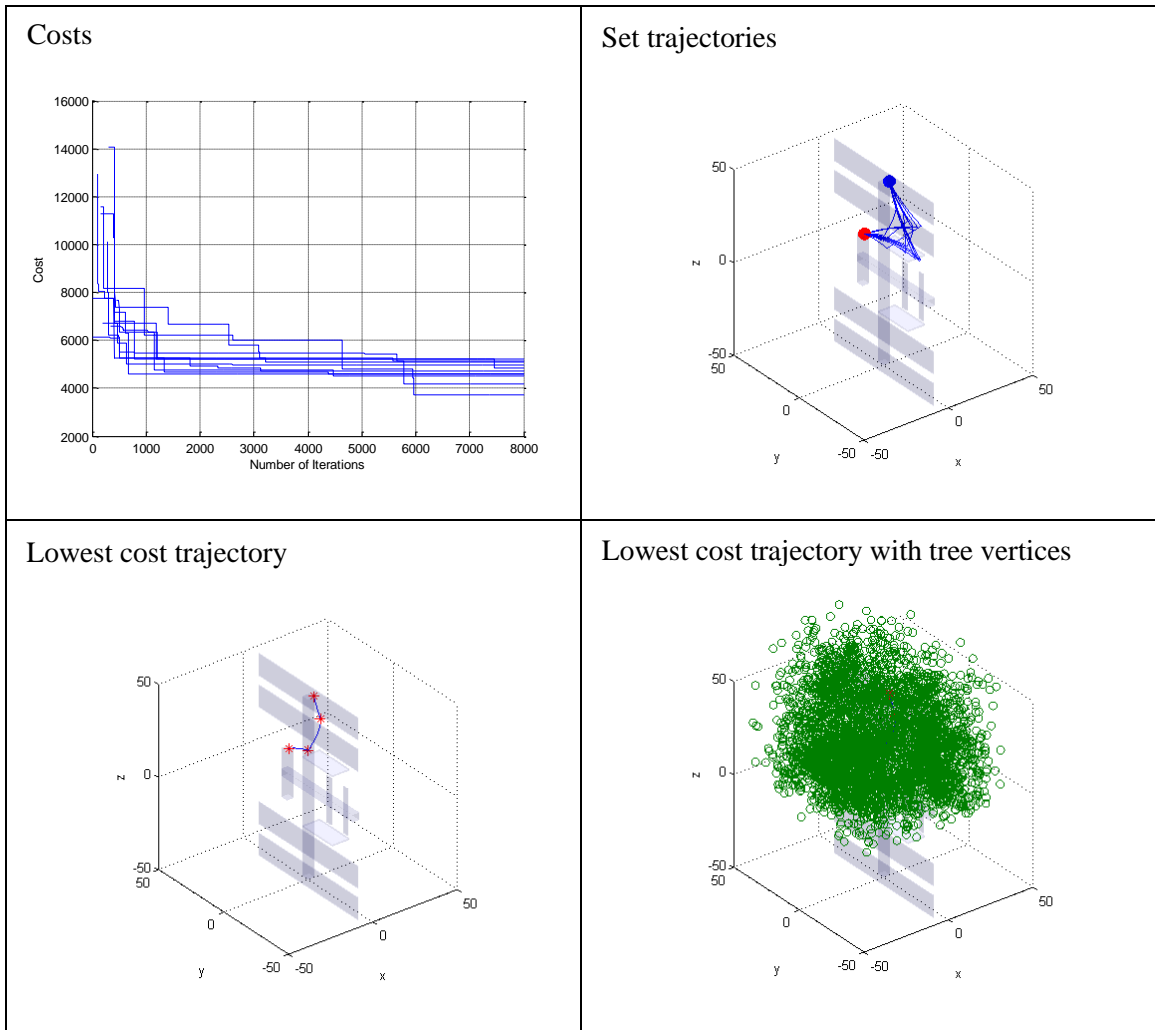 Costs
16000
14000
12000
10000
8000
6000
4000
2000
0 1000 2000 3000 4000 5000 6000 7000 8000
Cost
Number of Iterations
Set trajectories
50
0
-50
50
0
-50
-50
0
50
z
y
x
Lowest cost trajectory
50
0
-50
50
0
-50
-50
0
50
z
y
x
Lowest cost trajectory with tree vertices
50
0
-50
50
0
-50
-50
0
50
z
y
x